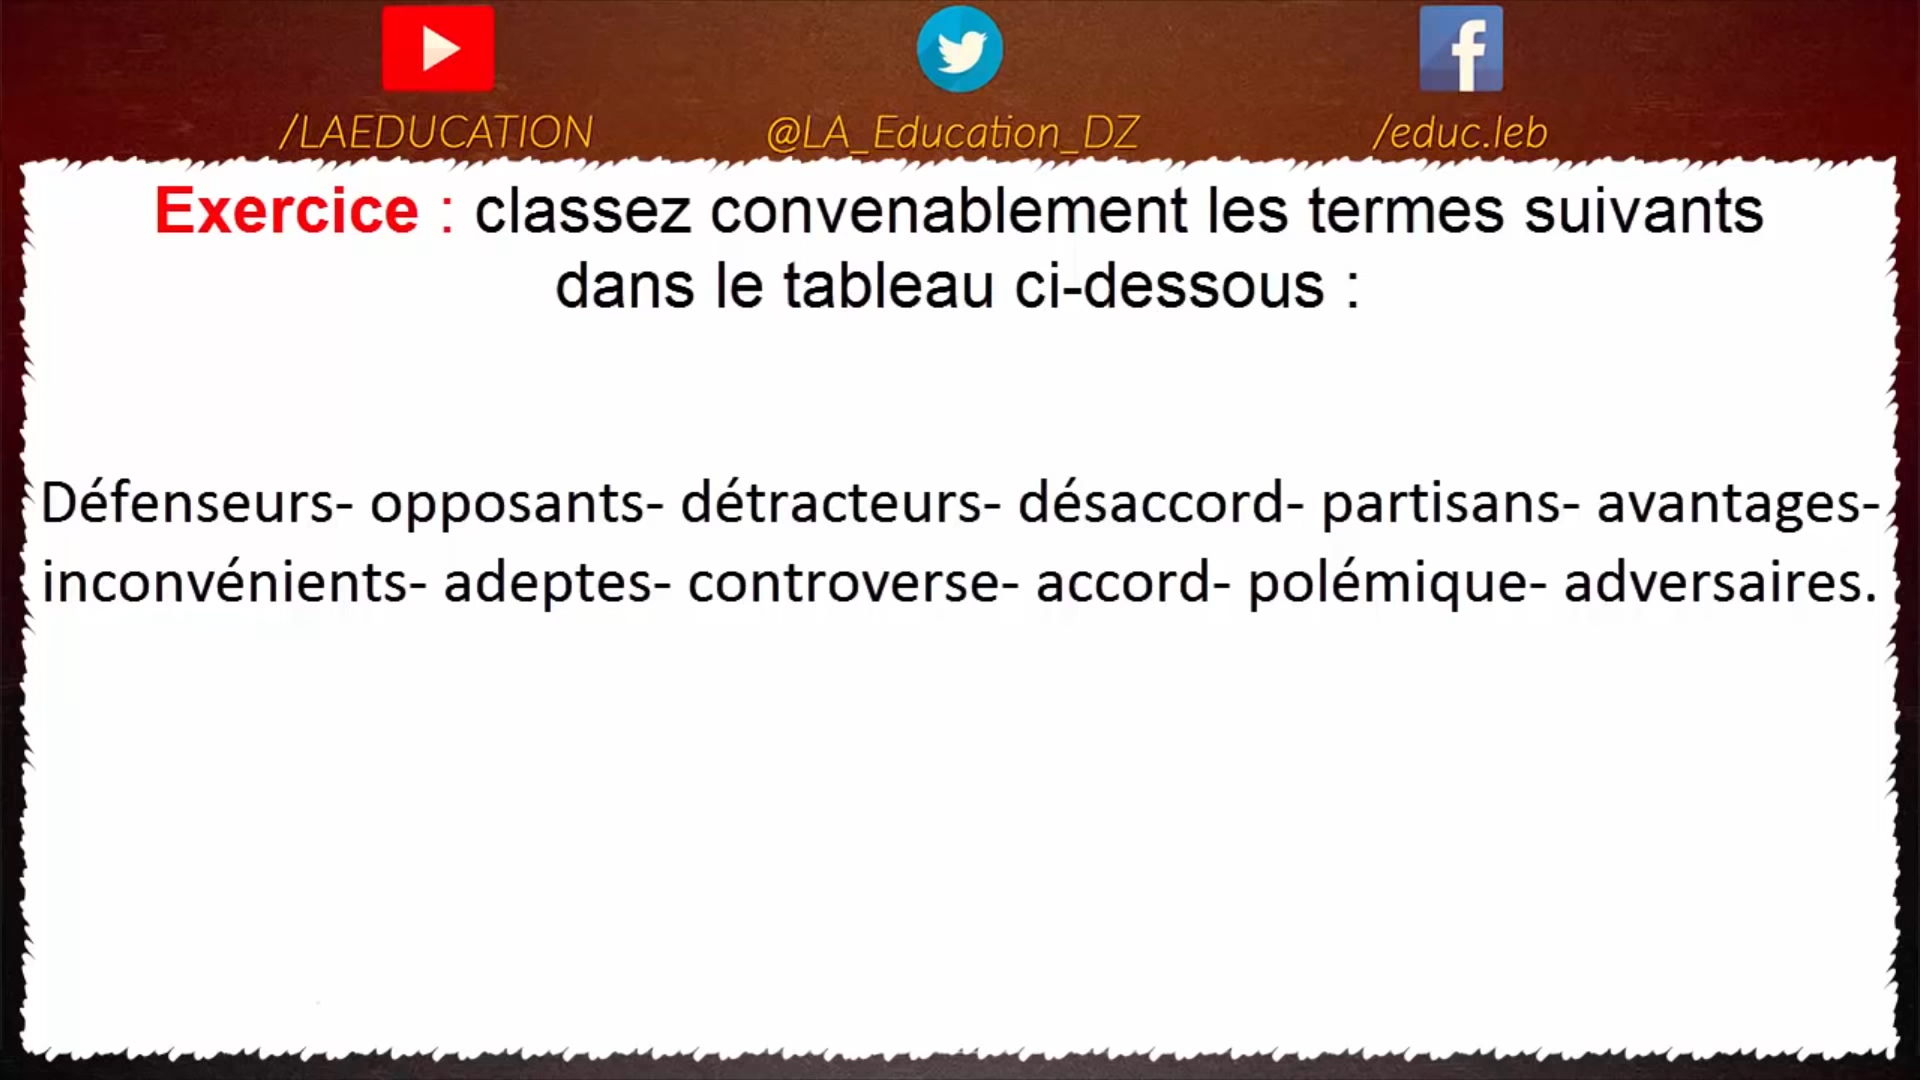 /LAEDUCATION
@LA_Education_DZ
/educ.leb
Exercice : classez convenablement les termes suivants
dans le tableau ci-dessous :
Défenseurs- opposants- détracteurs- désaccord- partisans- avantages-
inconvénients- adeptes- controverse- accord- polémique- adversaires.